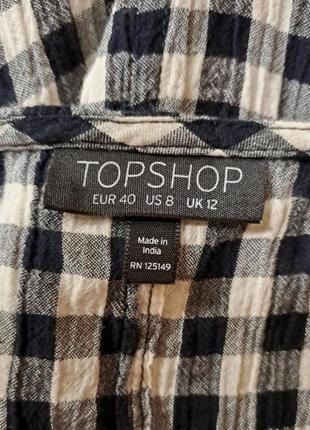 TOPSHOP
EUR 40 US 8 UK 12
Made in
India
RN 125149